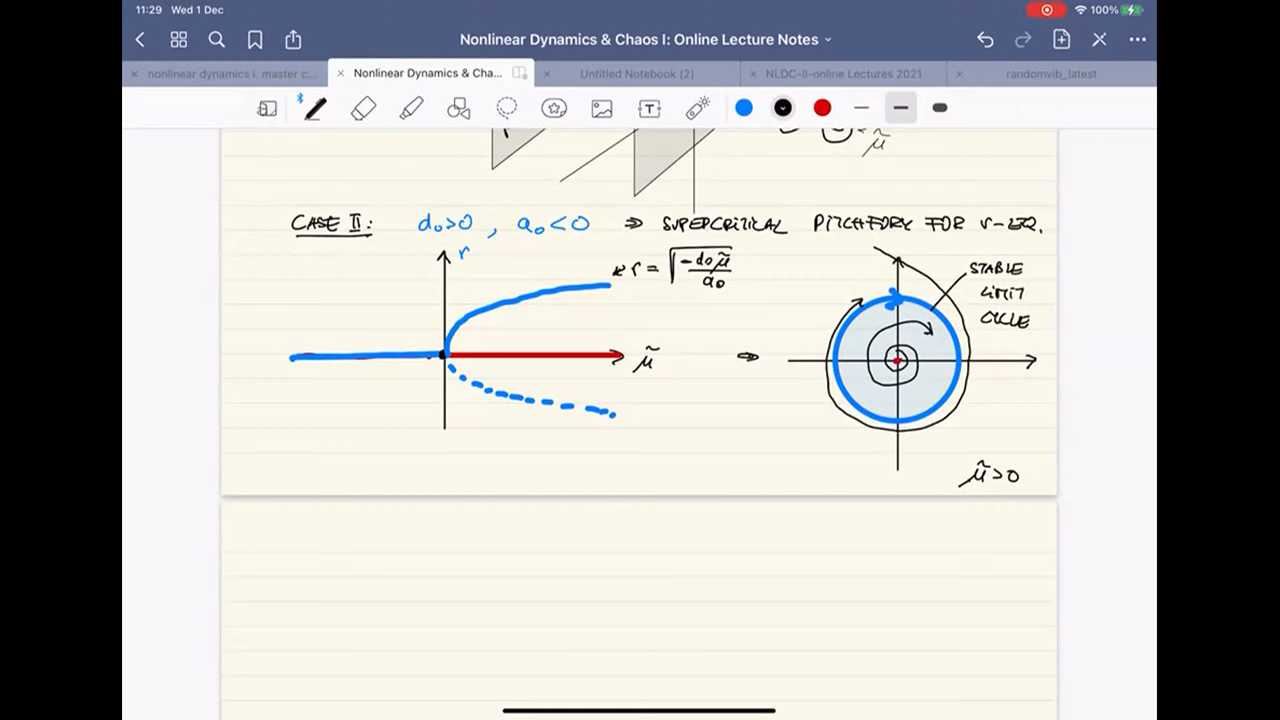 11:29 Wed 1 Dec
100%
Nonlinear Dynamics & Chaos I: Online Lecture Notes
nonlinear dynamics i. master c...
Nonlinear Dynamics & Cha...
Untitled Notebook (2)
NLDC-II-online Lectures 2021
randomvib_latest
T
μ̃
CASE II: d₀>0, a₀<0 ⇒ SUPERCRITICAL PITCHFORK FOR r-EQ.
r
r = √(-d₀μ̃/a₀)
STABLE
LIMIT
CYCLE
μ̃
⇒
μ̃>0